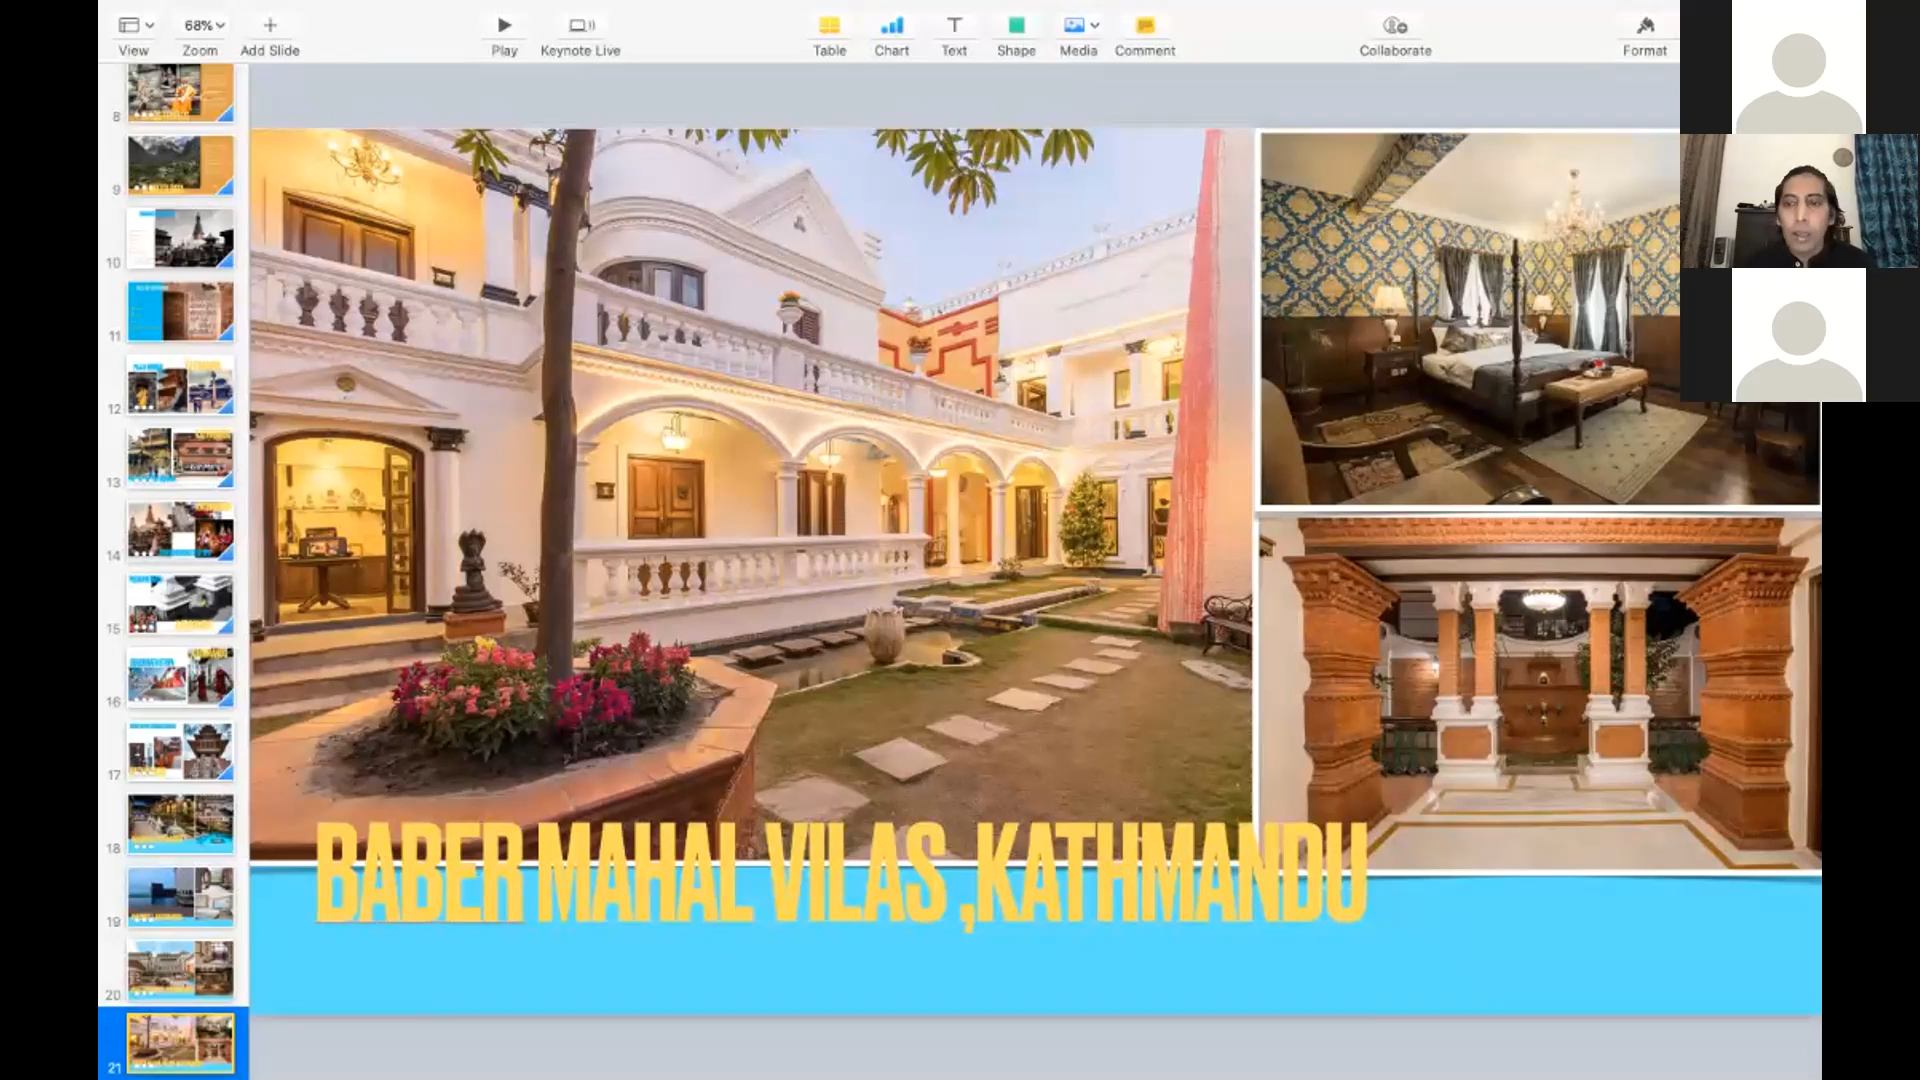 68%
View
Zoom
Add Slide
Play
Keynote Live
Table
Chart
Text
Shape
Media
Comment
Collaborate
Format
8
9
10
11
12
13
14
15
16
17
18
19
20
21
BABER MAHAL VILAS ,KATHMANDU